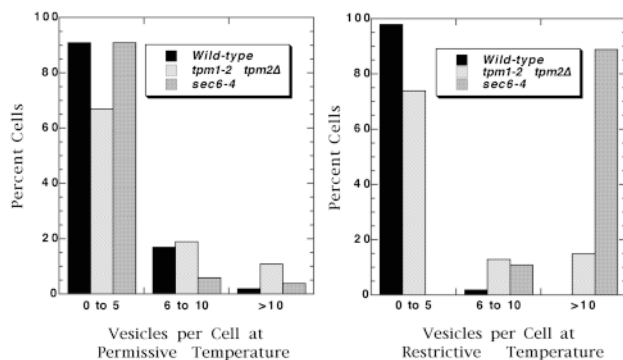 100
80
60
40
20
0
Percent Cells
Wild-type
tpm1-2 tpm2Δ
sec6-4
0 to 5
6 to 10
>10
Vesicles per Cell at
Permissive Temperature
100
80
60
40
20
0
Percent Cells
Wild-type
tpm1-2 tpm2Δ
sec6-4
0 to 5
6 to 10
>10
Vesicles per Cell at
Restrictive Temperature